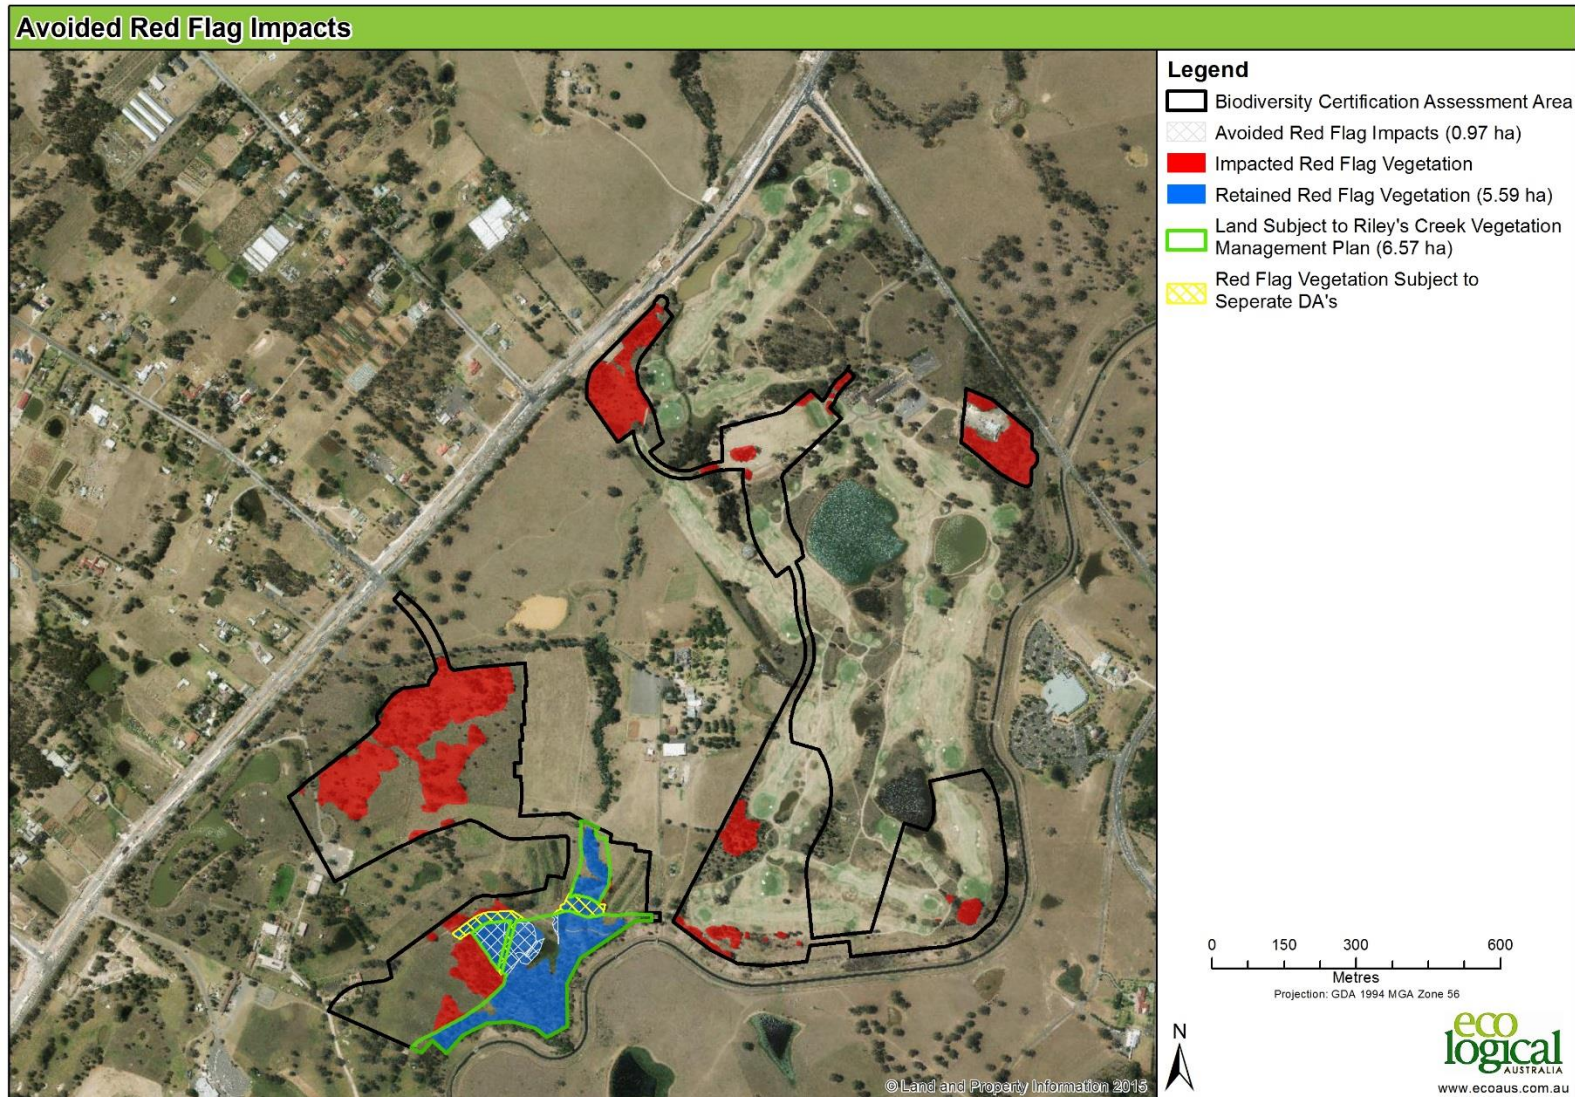 Avoided Red Flag Impacts
Legend
Biodiversity Certification Assessment Area
Avoided Red Flag Impacts (0.97 ha)
Impacted Red Flag Vegetation
Retained Red Flag Vegetation (5.59 ha)
Land Subject to Riley's Creek Vegetation
Management Plan (6.57 ha)
Red Flag Vegetation Subject to
Seperate DA's
0 150 300 600
Metres
Projection: GDA 1994 MGA Zone 56
N
eco
logical
AUSTRALIA
www.ecoaus.com.au
© Land and Property Information 2015